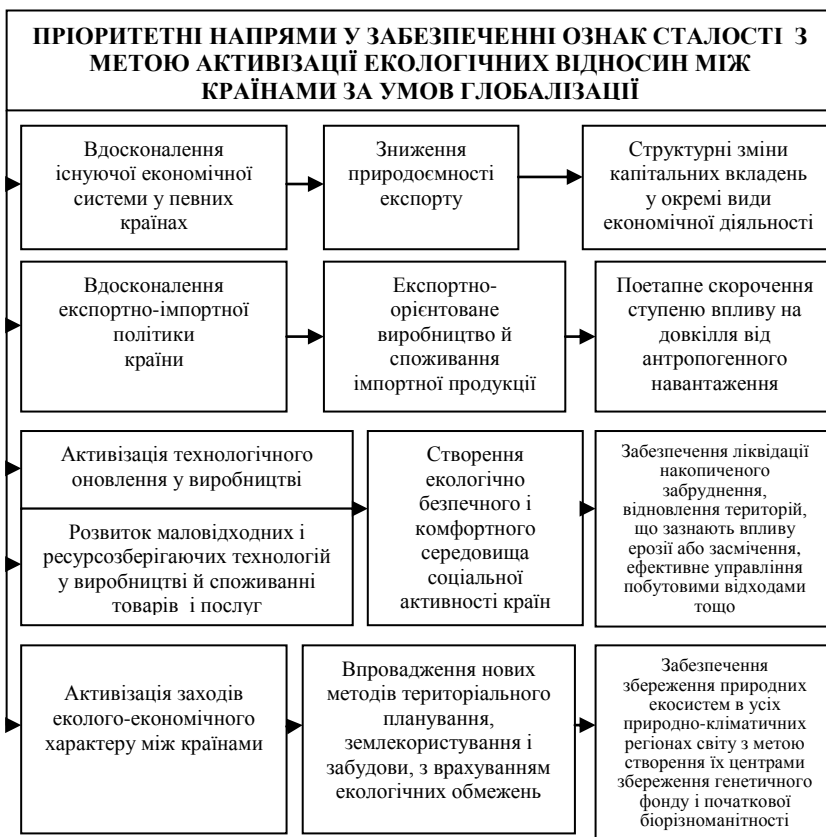 ПРІОРИТЕТНІ НАПРЯМИ У ЗАБЕЗПЕЧЕННІ ОЗНАК СТАЛОСТІ З
МЕТОЮ АКТИВІЗАЦІЇ ЕКОЛОГІЧНИХ ВІДНОСИН МІЖ
КРАЇНАМИ ЗА УМОВ ГЛОБАЛІЗАЦІЇ
Вдосконалення
існуючої економічної
системи у певних
країнах
Зниження
природоємності
експорту
Структурні зміни
капітальних вкладень
у окремі види
економічної діяльності
Вдосконалення
експортно-імпортної
політики
країни
Експортно-
орієнтоване
виробництво й
споживання
імпортної продукції
Поетапне скорочення
ступеню впливу на
довкілля від
антропогенного
навантаження
Активізація технологічного
оновлення у виробництві
Розвиток маловідходних і
ресурсозберігаючих технологій
у виробництві й споживанні
товарів і послуг
Створення
екологічно
безпечного і
комфортного
середовища
соціальної
активності країн
Забезпечення ліквідації
накопиченого
забруднення,
відновлення територій,
що зазнають впливу
ерозії або засмічення,
ефективне управління
побутовими відходами
тощо
Активізація заходів
еколого-економічного
характеру між країнами
Впровадження нових
методів територіального
планування,
землекористування і
забудови, з врахуванням
екологічних обмежень
Забезпечення
збереження природних
екосистем в усіх
природно-кліматичних
регіонах світу з метою
створення їх центрами
збереження генетичного
фонду і початкової
біорізноманітності